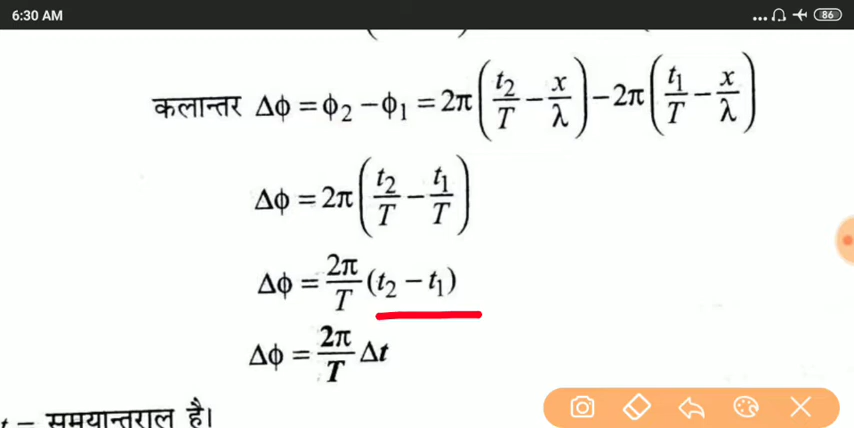 6:30 AM
86
कलान्तर Δϕ = ϕ₂ − ϕ₁ = 2π(t₂/T − x/λ) − 2π(t₁/T − x/λ)
Δϕ = 2π(t₂/T − t₁/T)
Δϕ = 2π/T (t₂ − t₁)
Δϕ = 2π/T Δt
t − समयान्तराल है।